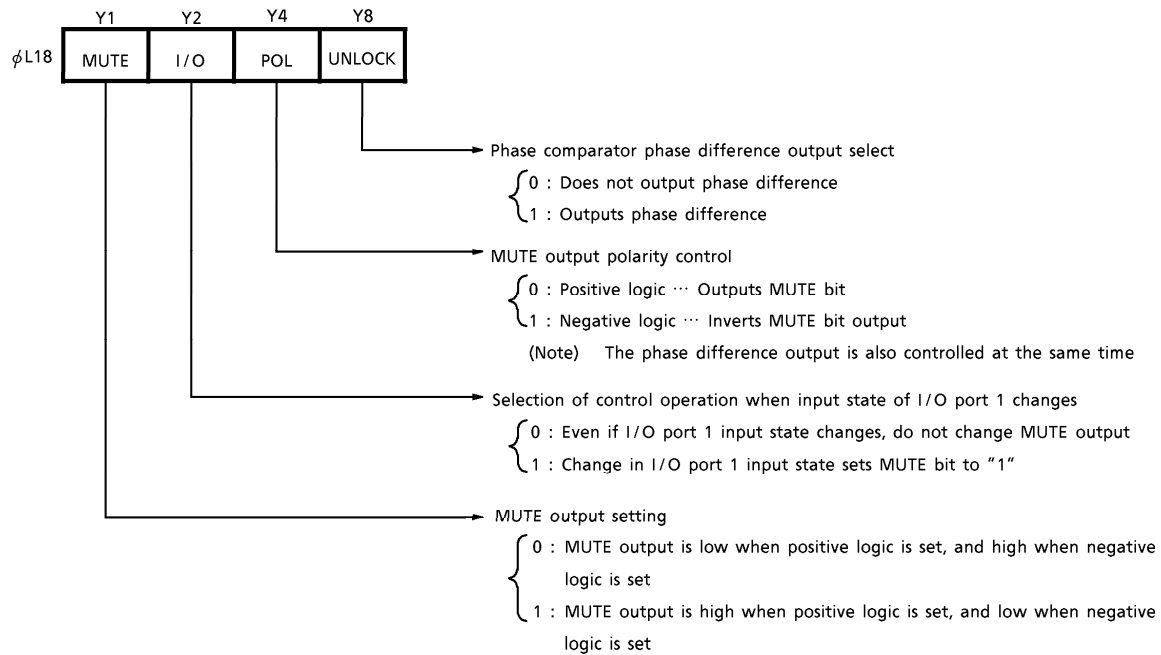 Y1 Y2 Y4 Y8
ϕL18 MUTE I/O POL UNLOCK
Phase comparator phase difference output select
0 : Does not output phase difference
1 : Outputs phase difference
MUTE output polarity control
0 : Positive logic ··· Outputs MUTE bit
1 : Negative logic ··· Inverts MUTE bit output
(Note) The phase difference output is also controlled at the same time
Selection of control operation when input state of I/O port 1 changes
0 : Even if I/O port 1 input state changes, do not change MUTE output
1 : Change in I/O port 1 input state sets MUTE bit to "1"
MUTE output setting
0 : MUTE output is low when positive logic is set, and high when negative
logic is set
1 : MUTE output is high when positive logic is set, and low when negative
logic is set